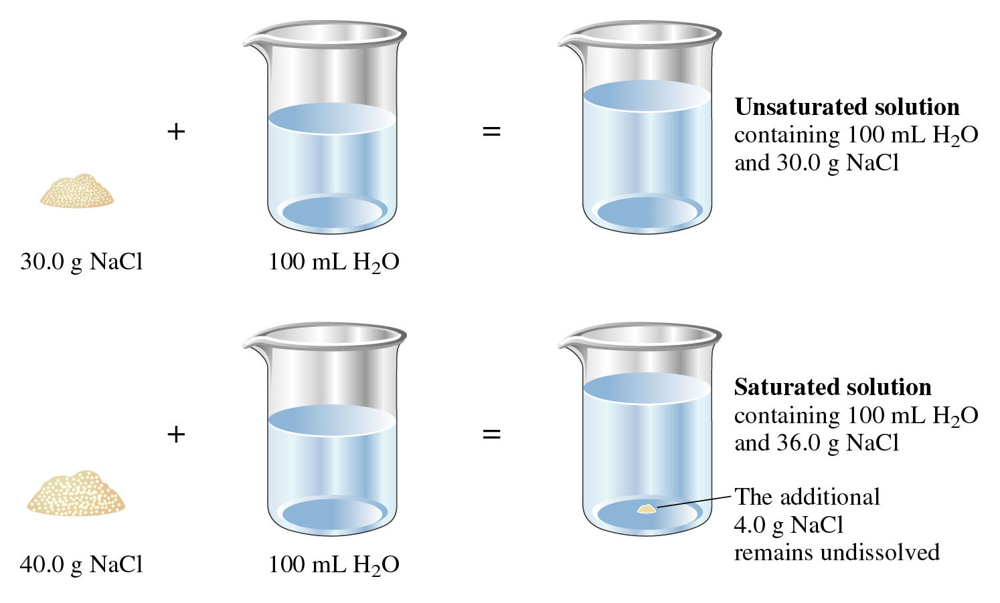 +
=
Unsaturated solution
containing 100 mL H₂O
and 30.0 g NaCl
30.0 g NaCl
100 mL H₂O
+
=
Saturated solution
containing 100 mL H₂O
and 36.0 g NaCl
The additional
4.0 g NaCl
remains undissolved
40.0 g NaCl
100 mL H₂O